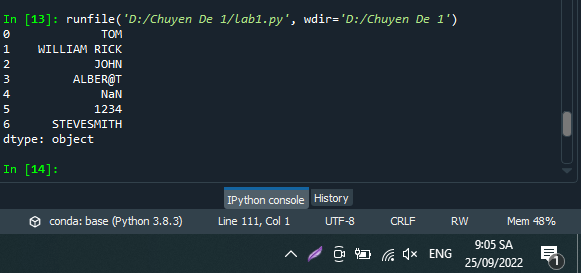 In [13]: runfile('D:/Chuyen De 1/lab1.py', wdir='D:/Chuyen De 1')
0              TOM
1     WILLIAM RICK
2             JOHN
3          ALBER@T
4              NaN
5             1234
6       STEVESMITH
dtype: object
In [14]:
IPython console History
conda: base (Python 3.8.3) Line 111, Col 1 UTF-8 CRLF RW Mem 48%
ENG 9:05 SA
25/09/2022 1